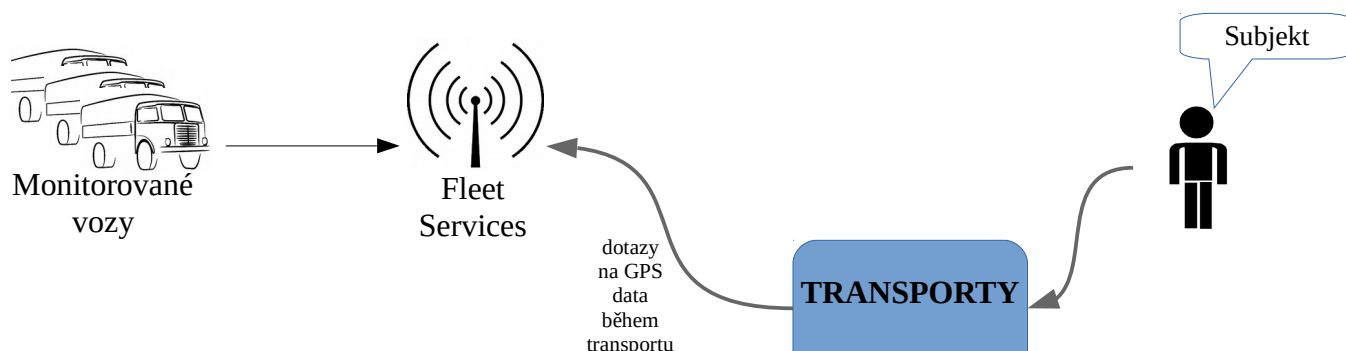 Subjekt
Monitorované
vozy
Fleet
Services
dotazy
na GPS
data
během
transportu
TRANSPORTY